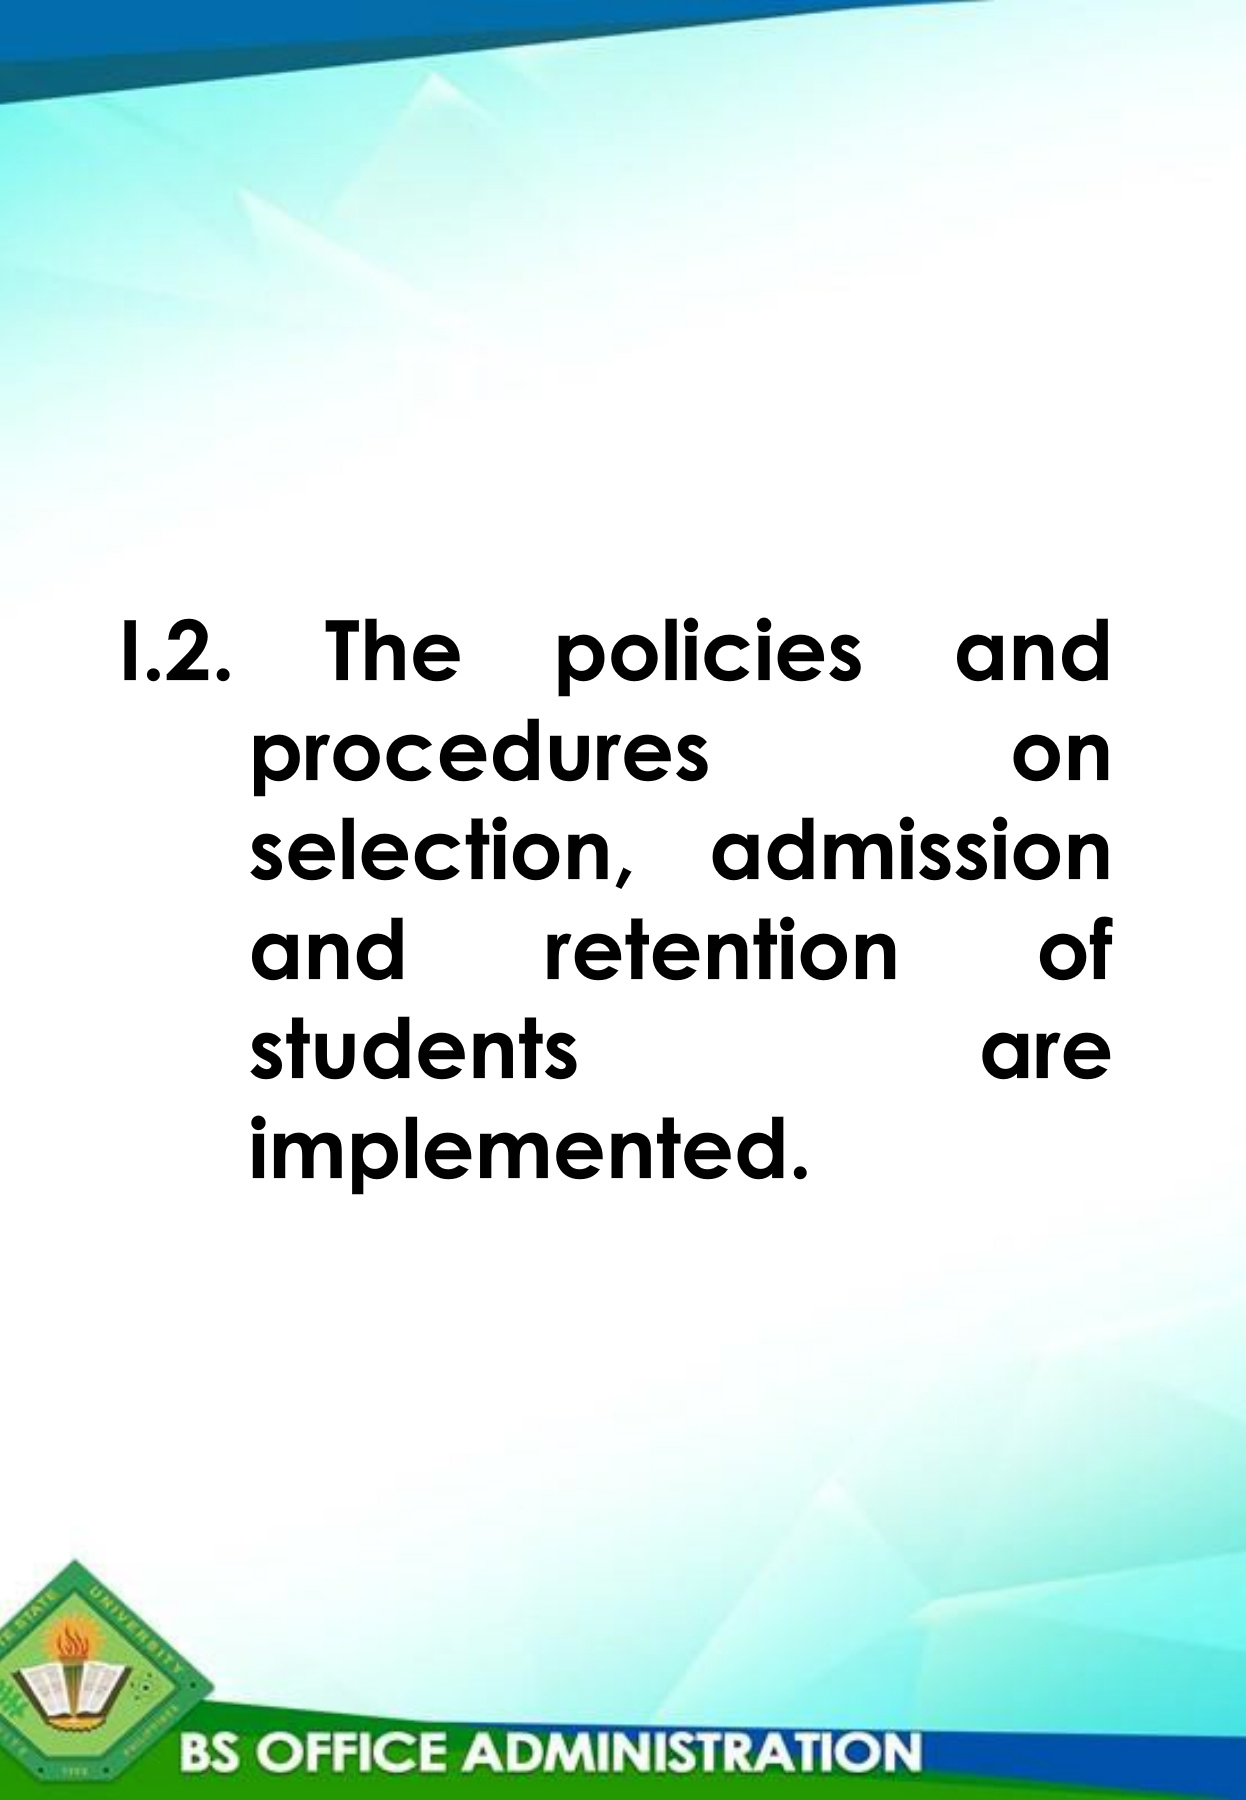 I.2. The policies and
procedures on
selection, admission
and retention of
students are
implemented.
STATE UNIVERSITY
BS OFFICE ADMINISTRATION